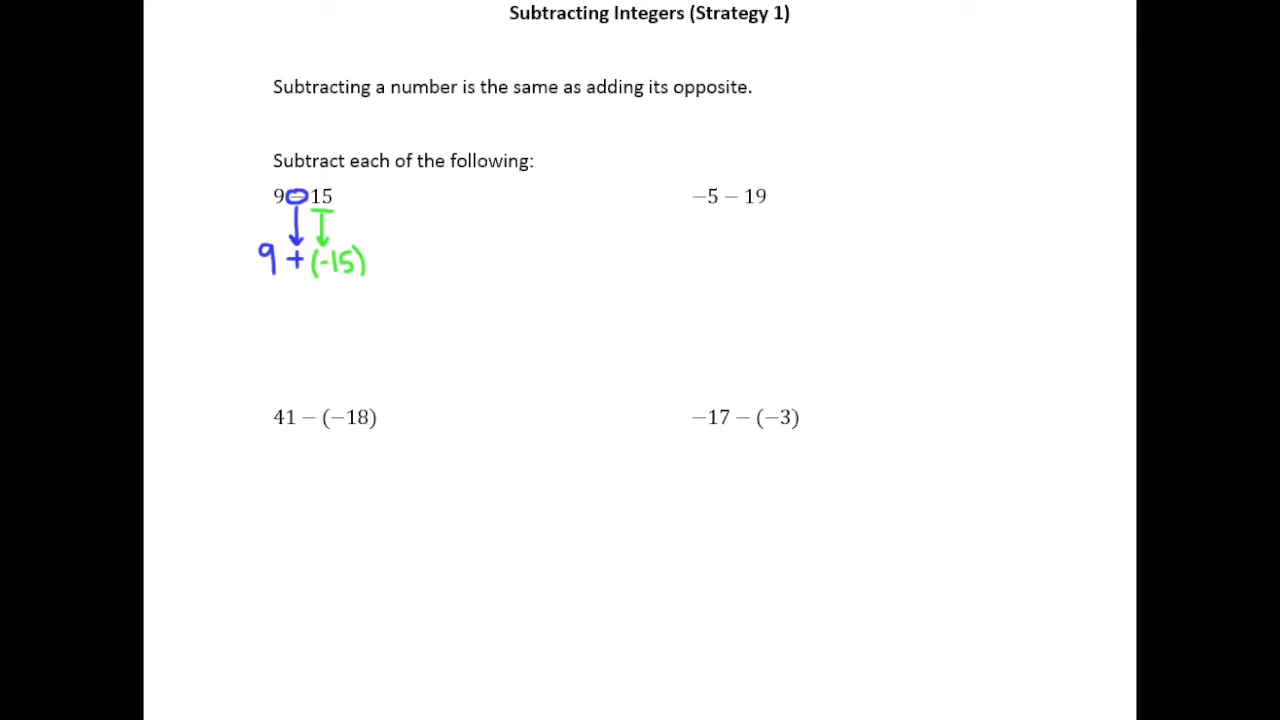 Subtracting Integers (Strategy 1)
Subtracting a number is the same as adding its opposite.
Subtract each of the following:
9 − 15
−5 − 19
9 + (-15)
41 − (−18)
−17 − (−3)